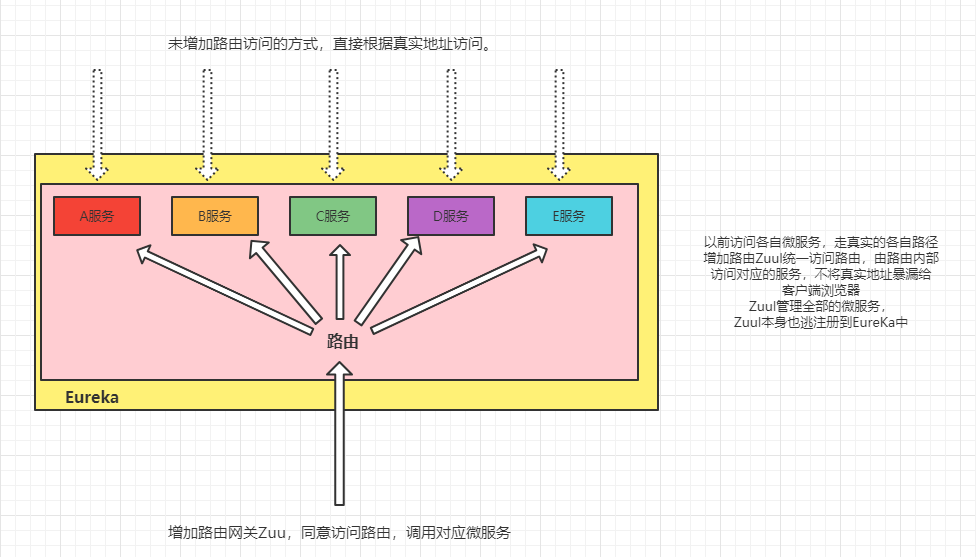 未增加路由访问的方式，直接根据真实地址访问。
A服务
B服务
C服务
D服务
E服务
路由
Eureka
以前访问各自微服务，走真实的各自路径
增加路由Zuul统一访问路由，由路由内部
访问对应的服务，不将真实地址暴漏给
客户端浏览器
Zuul管理全部的微服务，
Zuul本身也逃注册到EureKa中
增加路由网关Zuu，同意访问路由，调用对应微服务